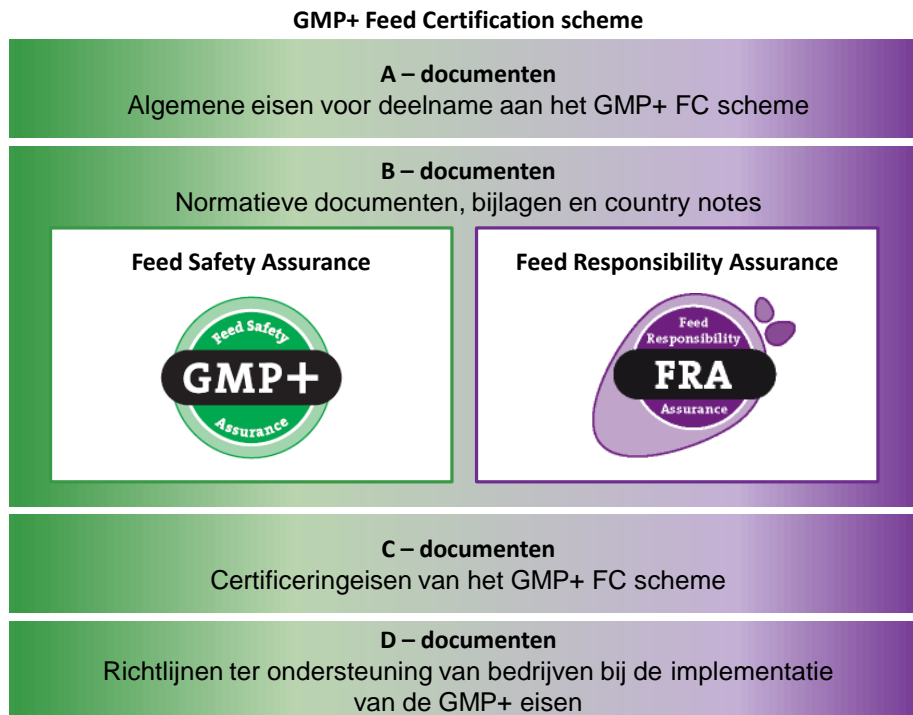 GMP+ Feed Certification scheme
A – documenten
Algemene eisen voor deelname aan het GMP+ FC scheme
B – documenten
Normatieve documenten, bijlagen en country notes
Feed Safety Assurance
Feed Safety
GMP+
Assurance
Feed Responsibility Assurance
Feed
Responsibility
FRA
Assurance
C – documenten
Certificeringeisen van het GMP+ FC scheme
D – documenten
Richtlijnen ter ondersteuning van bedrijven bij de implementatie
van de GMP+ eisen